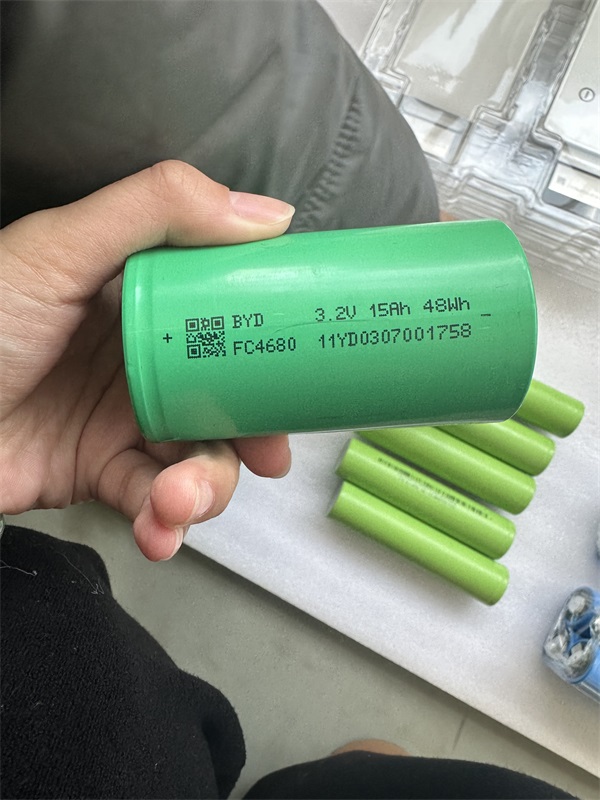 + BYD 3.2V 15Ah 48Wh −
FC4680 11YD0307001758